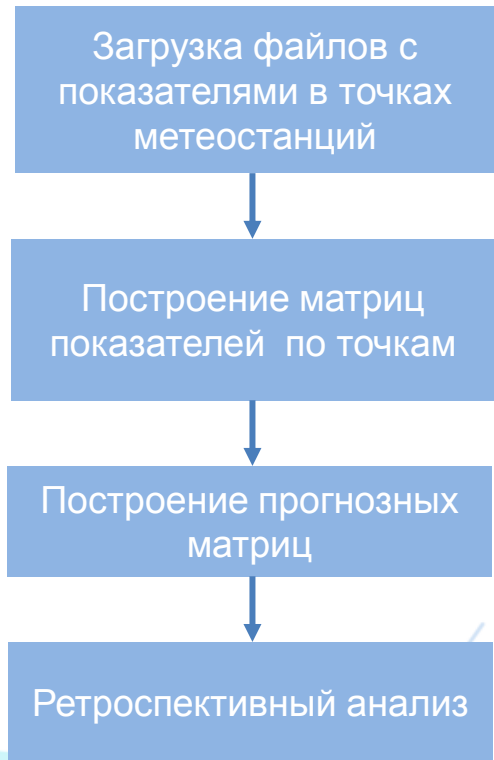 Загрузка файлов с
показателями в точках
метеостанций
Построение матриц
показателей по точкам
Построение прогнозных
матриц
Ретроспективный анализ